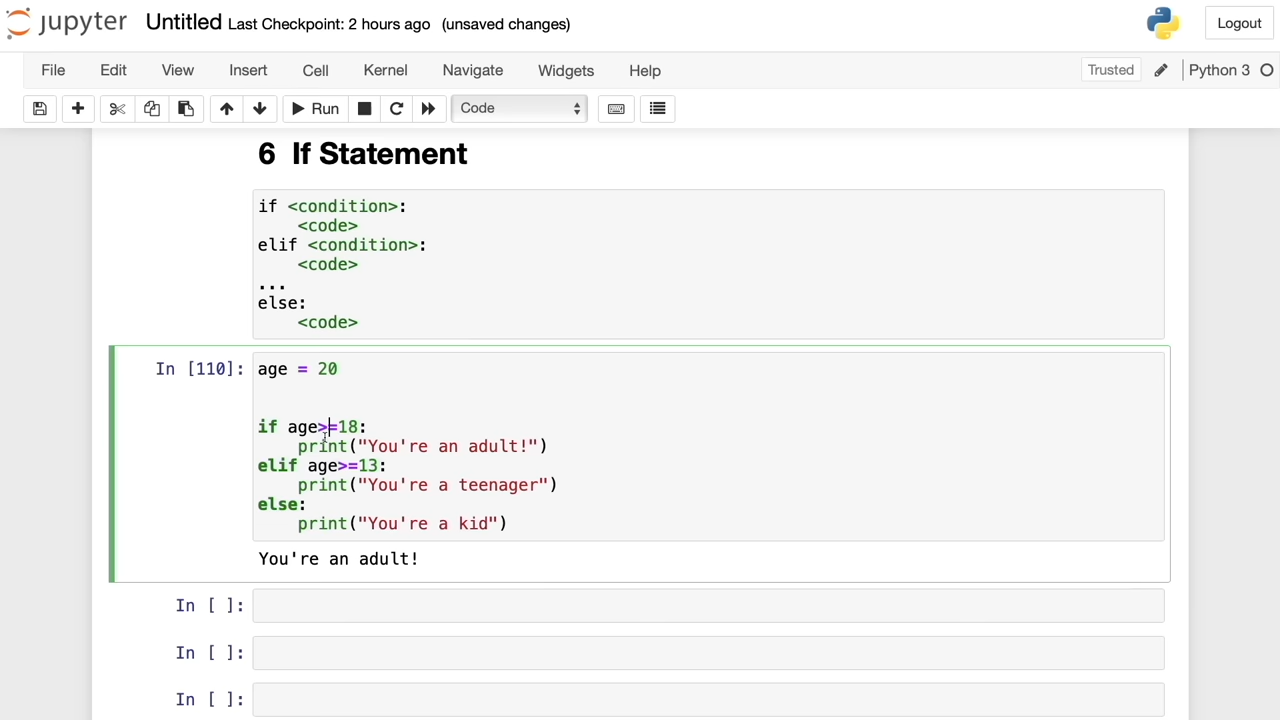 jupyter Untitled Last Checkpoint: 2 hours ago (unsaved changes) Logout
File Edit View Insert Cell Kernel Navigate Widgets Help Trusted Python 3
Run Code
6 If Statement
if <condition>:
    <code>
elif <condition>:
    <code>
...
else:
    <code>
In [110]: age = 20
if age>=18:
    print("You're an adult!")
elif age>=13:
    print("You're a teenager")
else:
    print("You're a kid")
You're an adult!
In [ ]:
In [ ]:
In [ ]: